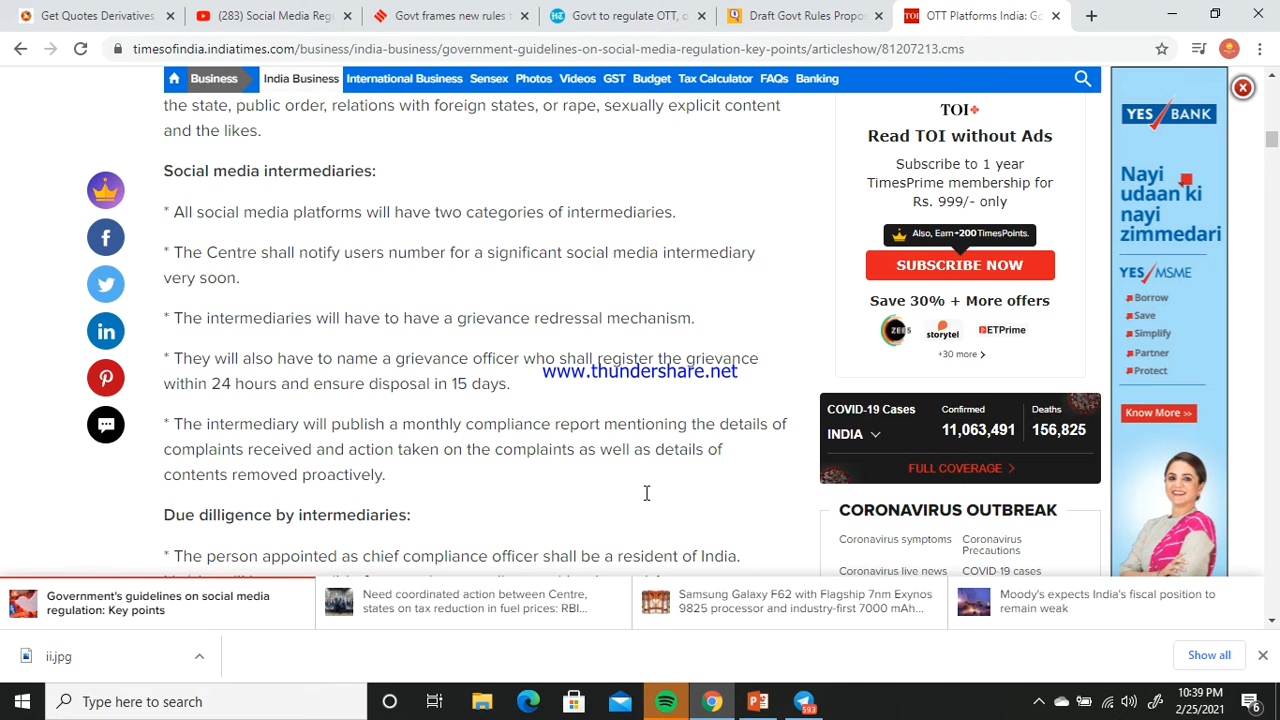 Get Quotes Derivatives
(283) Social Media Reg
Govt frames new rules f
Govt to regulate OTT, o
Draft Govt Rules Propos
OTT Platforms India: Go
timesofindia.indiatimes.com/business/india-business/government-guidelines-on-social-media-regulation-key-points/articleshow/81207213.cms
Business India Business International Business Sensex Photos Videos GST Budget Tax Calculator FAQs Banking
the state, public order, relations with foreign states, or rape, sexually explicit content
and the likes.
Social media intermediaries:
* All social media platforms will have two categories of intermediaries.
* The Centre shall notify users number for a significant social media intermediary
very soon.
* The intermediaries will have to have a grievance redressal mechanism.
* They will also have to name a grievance officer who shall register the grievance
www.thundershare.net
within 24 hours and ensure disposal in 15 days.
* The intermediary will publish a monthly compliance report mentioning the details of
complaints received and action taken on the complaints as well as details of
contents removed proactively.
Due dilligence by intermediaries:
* The person appointed as chief compliance officer shall be a resident of India.
TOI+
Read TOI without Ads
Subscribe to 1 year
TimesPrime membership for
Rs. 999/- only
Also, Earn +200 TimesPoints.
SUBSCRIBE NOW
Save 30% + More offers
ZEE5
storytel
ETPrime
+30 more >
COVID-19 Cases
INDIA
Confirmed
11,063,491
Deaths
156,825
FULL COVERAGE >
CORONAVIRUS OUTBREAK
Coronavirus symptoms
Coronavirus
Precautions
Coronavirus live news
COVID-19 cases
YES BANK
Nayi
udaan ki
nayi
zimmedari
YES MSME
Borrow
Save
Simplify
Partner
Protect
Know More >>
Government's guidelines on social media
regulation: Key points
Need coordinated action between Centre,
states on tax reduction in fuel prices: RBI...
Samsung Galaxy F62 with Flagship 7nm Exynos
9825 processor and industry-first 7000 mAh...
Moody's expects India's fiscal position to
remain weak
ii.jpg
Show all
Type here to search
593
10:39 PM
2/25/2021
6